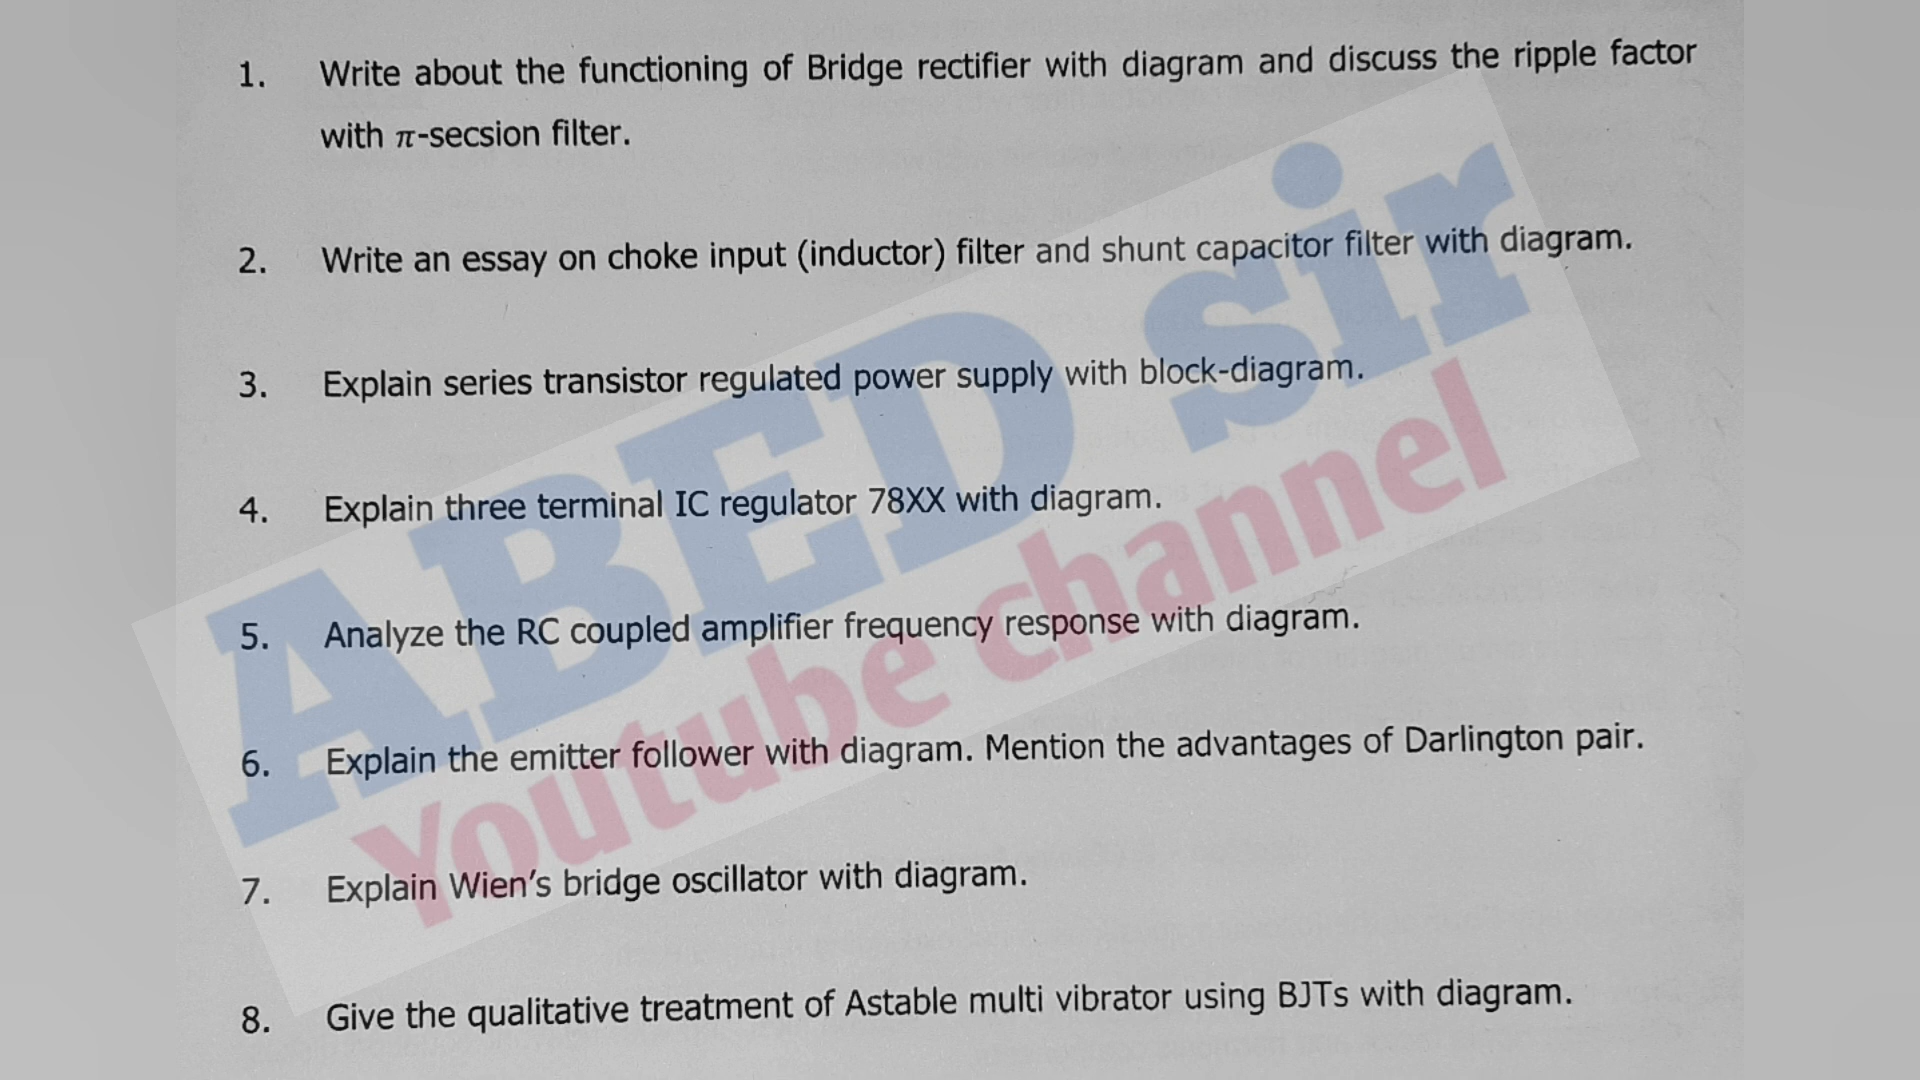 1. Write about the functioning of Bridge rectifier with diagram and discuss the ripple factor
with π-secsion filter.
2. Write an essay on choke input (inductor) filter and shunt capacitor filter with diagram.
3. Explain series transistor regulated power supply with block-diagram.
4. Explain three terminal IC regulator 78XX with diagram.
5. Analyze the RC coupled amplifier frequency response with diagram.
6. Explain the emitter follower with diagram. Mention the advantages of Darlington pair.
7. Explain Wien's bridge oscillator with diagram.
8. Give the qualitative treatment of Astable multi vibrator using BJTs with diagram.
ABED sir
Youtube channel